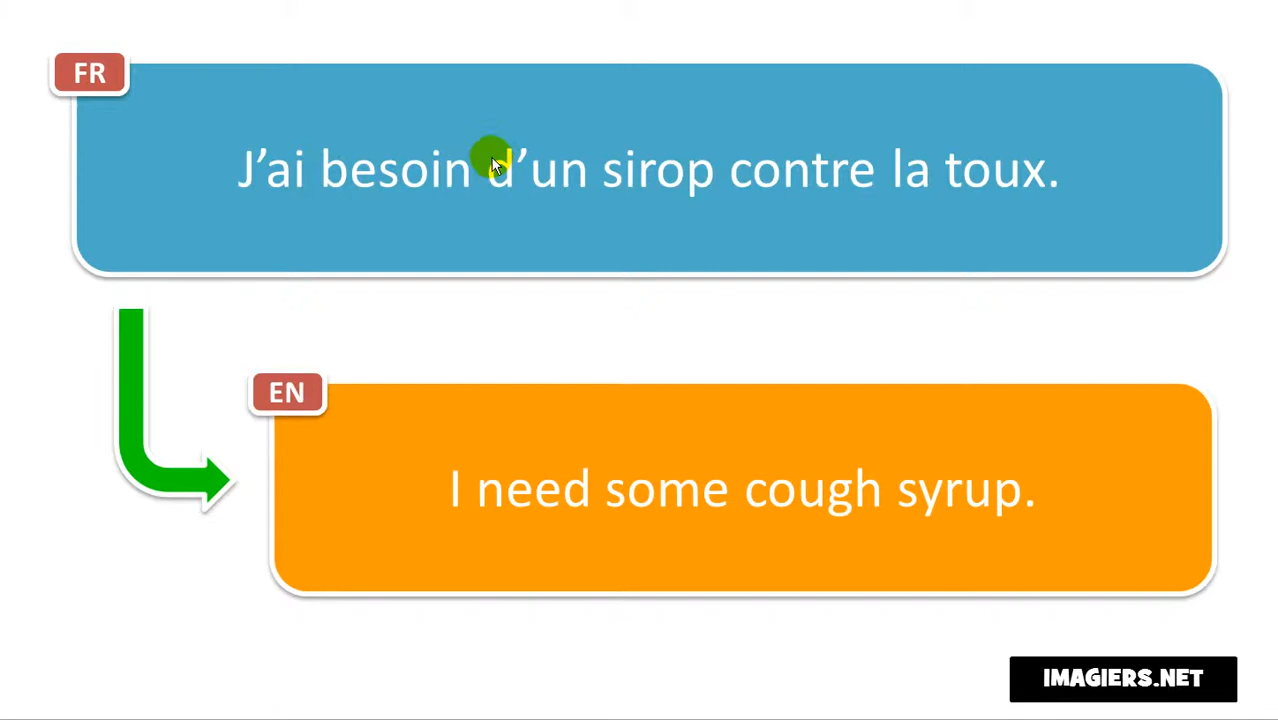 FR
J’ai besoin d’un sirop contre la toux.
EN
I need some cough syrup.
IMAGIERS.NET